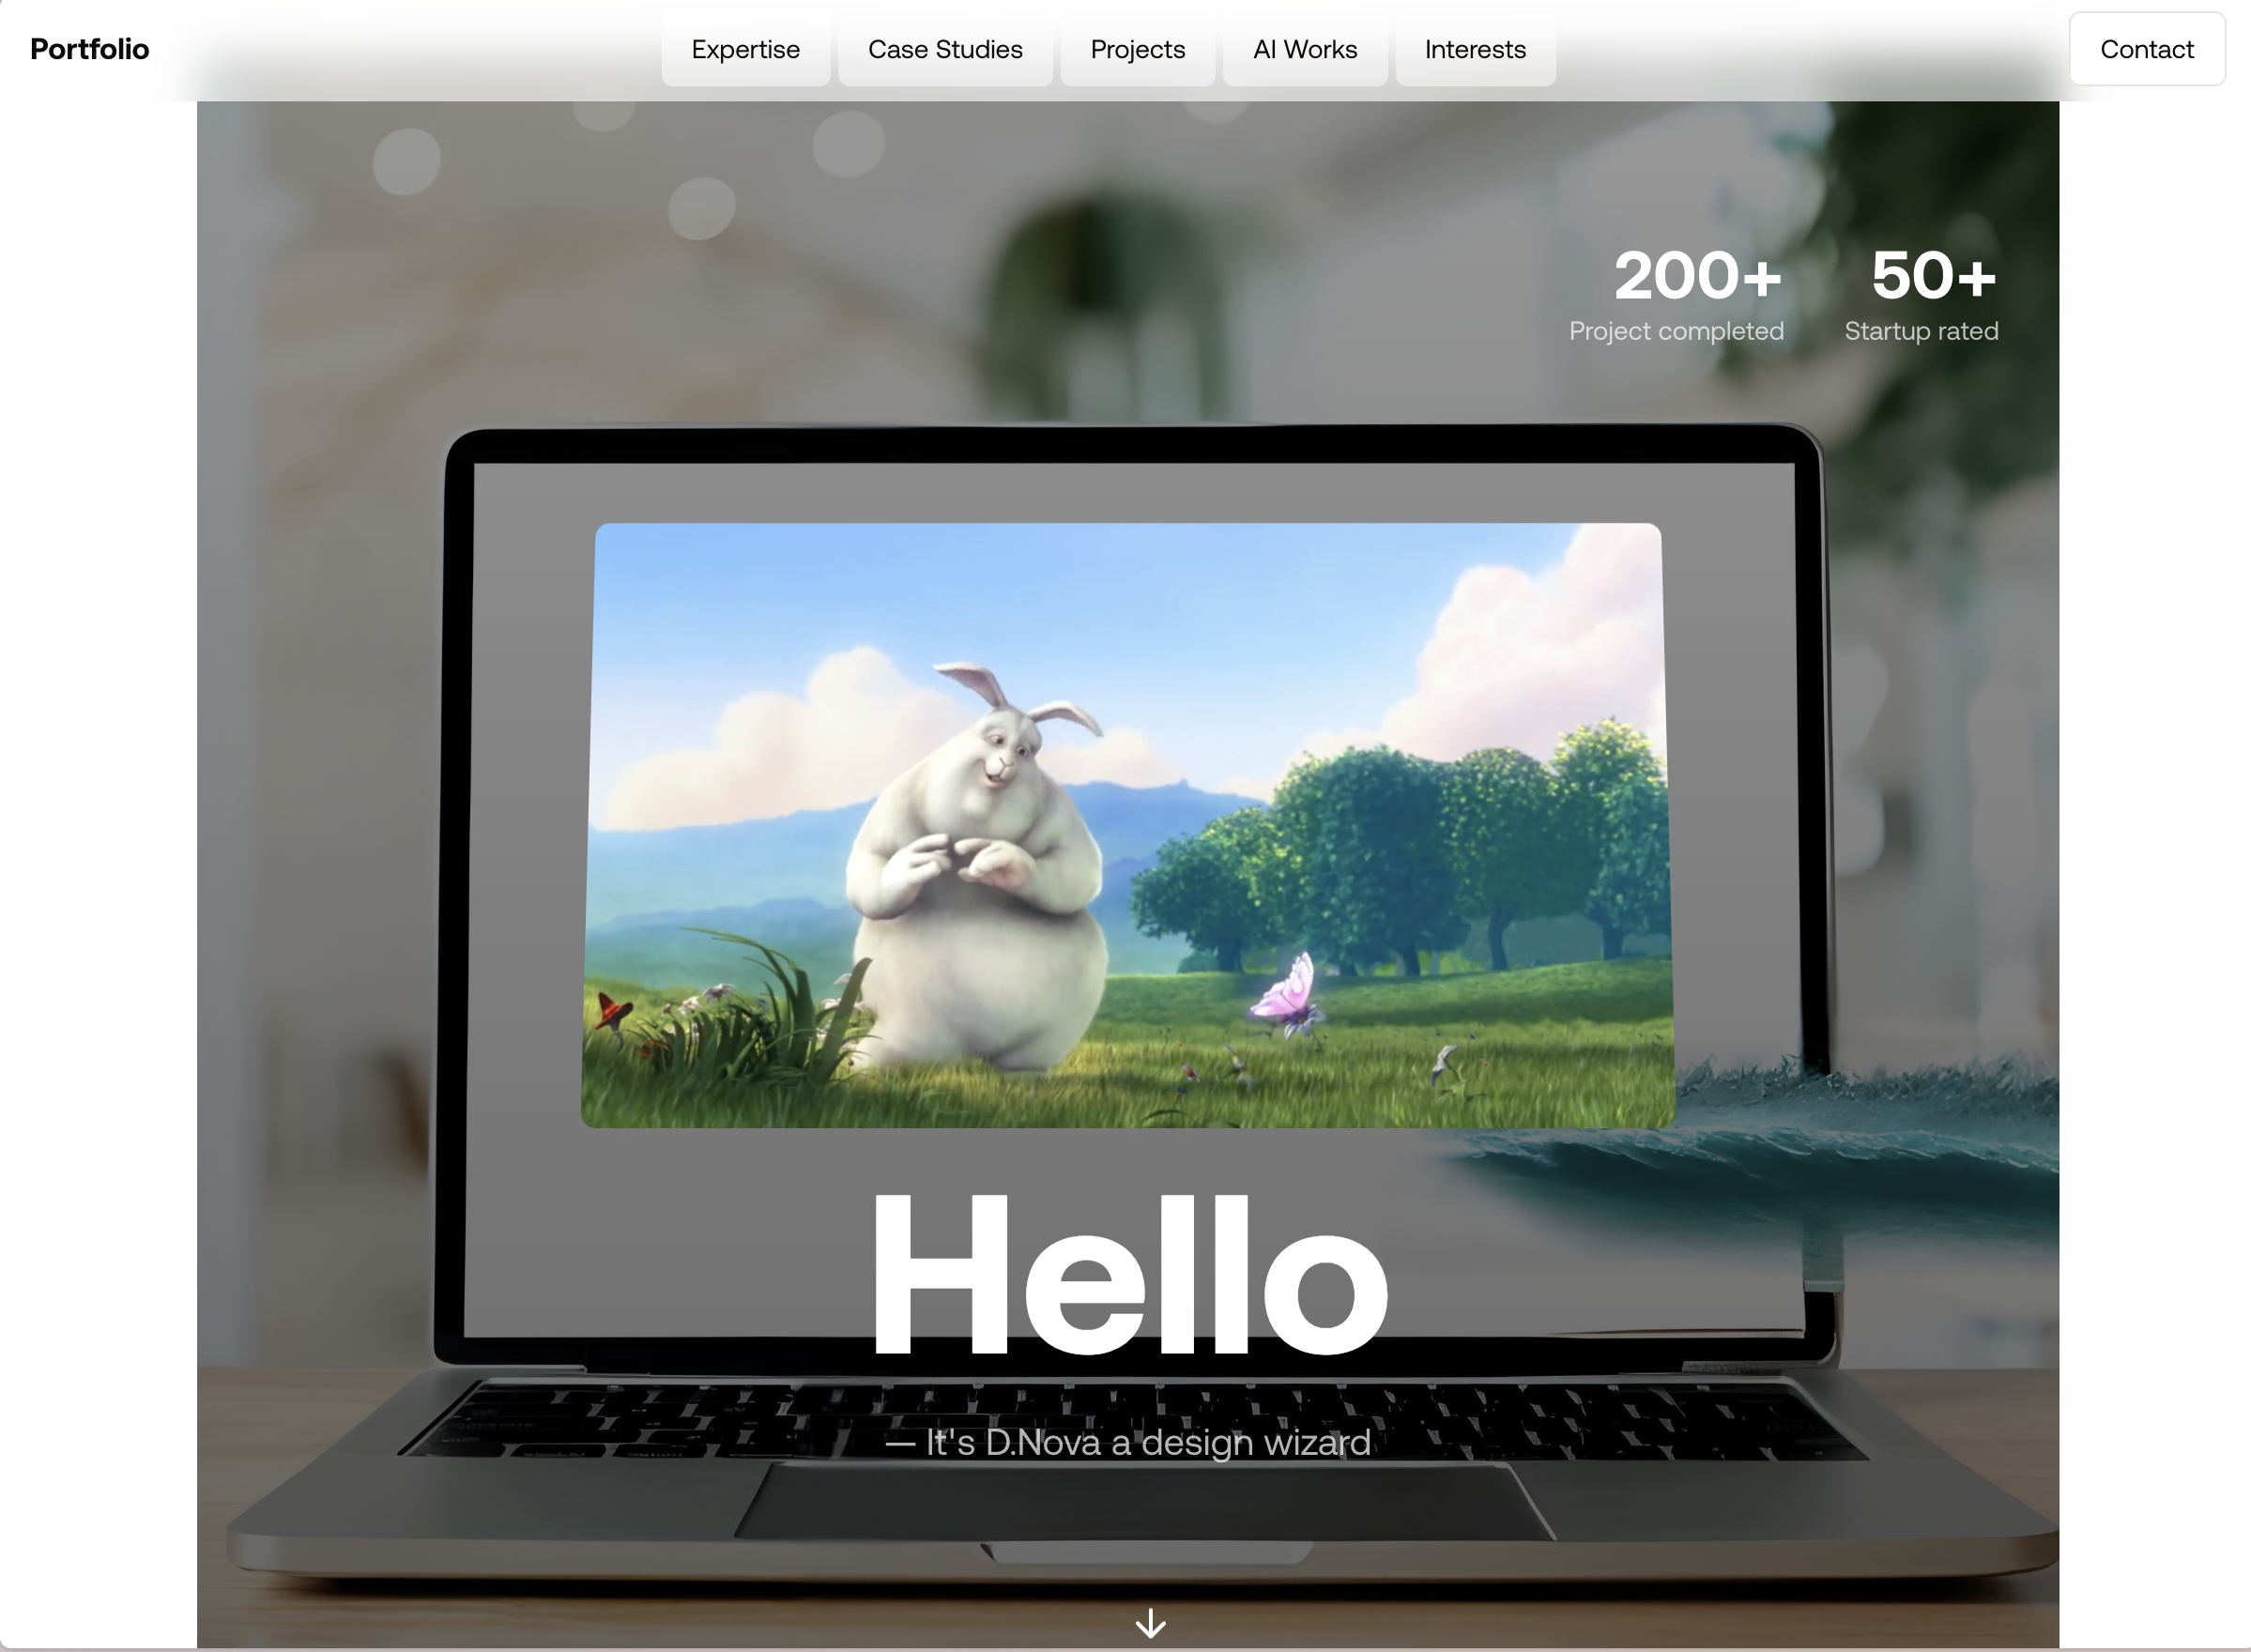 Portfolio
Expertise
Case Studies
Projects
AI Works
Interests
Contact
200+
Project completed
50+
Startup rated
Hello
— It's D.Nova a design wizard